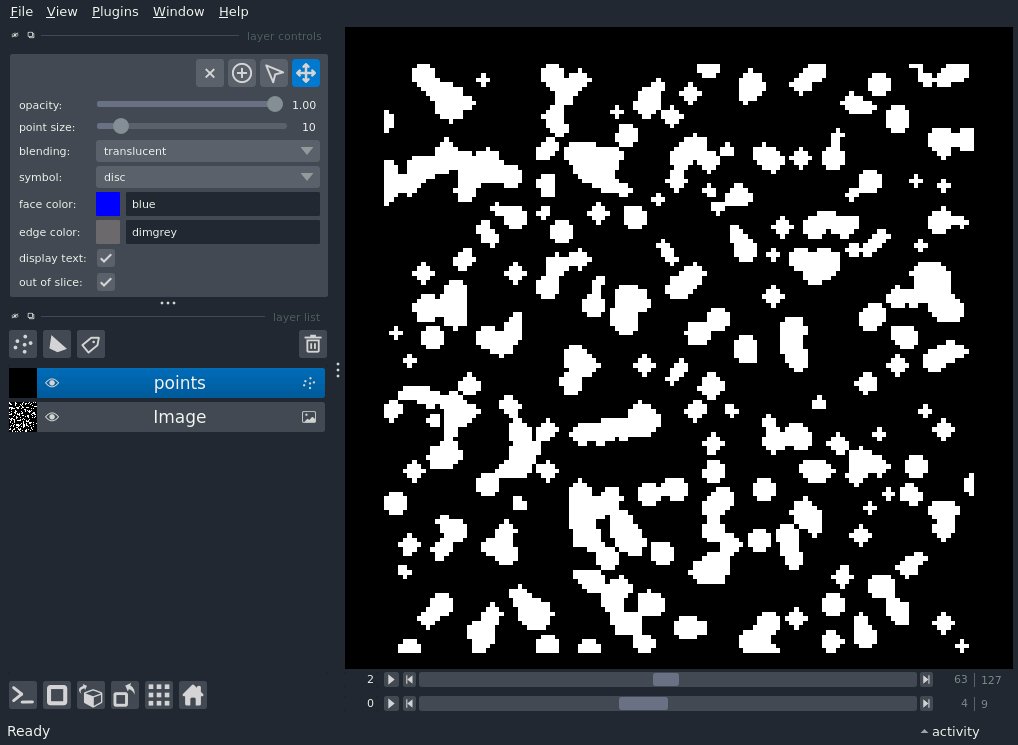 File View Plugins Window Help
layer controls
opacity: 1.00
point size: 10
blending: translucent
symbol: disc
face color: blue
edge color: dimgrey
display text:
out of slice:
layer list
points
Image
2 63 | 127
0 4 | 9
Ready activity